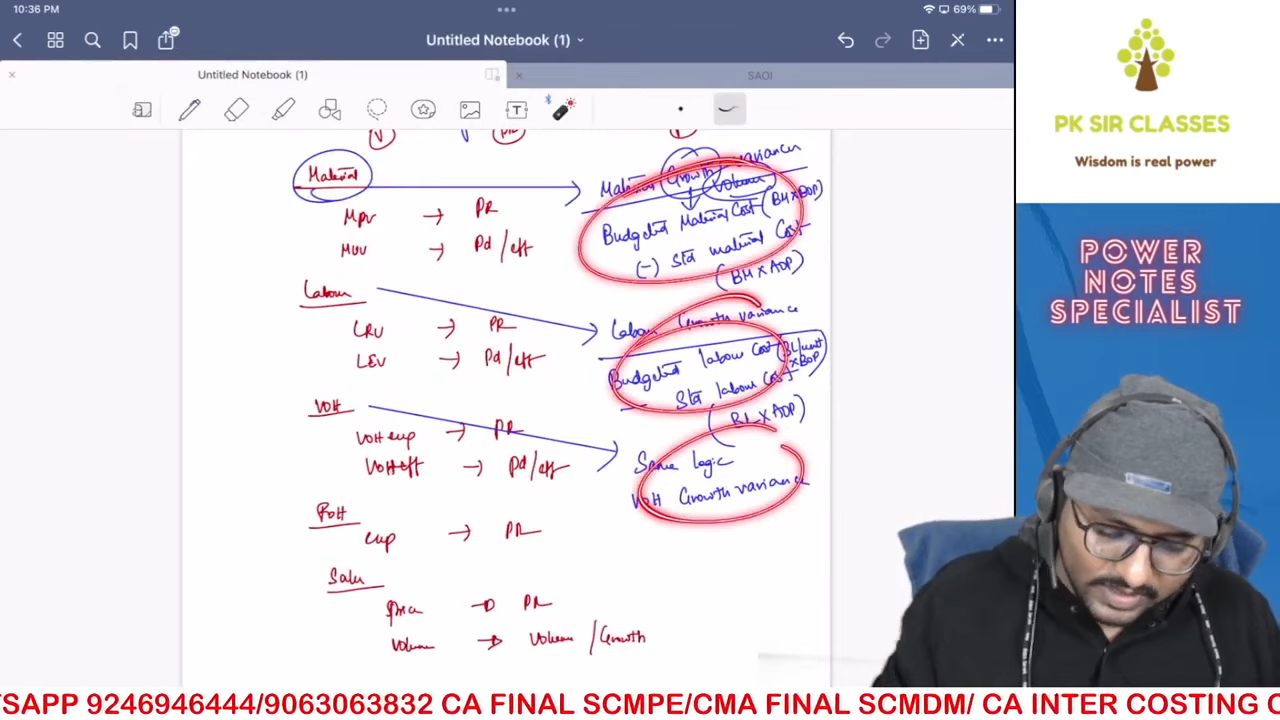 10:36 PM
69%
Untitled Notebook (1)
Untitled Notebook (1)
SAOI
Material
MPV → PR
MUV → Pd/eff
Labour
LRV → PR
LEV → Pd/eff
VOH
VOH exp → PR
VOH eff → Pd/eff
FOH
exp → PR
Sales
Price → PR
Volume → Volume / Growth
Material Growth variances
Volume
Budgeted Material Cost (BM X BOP)
(-) Std material Cost
(BM X AOP)
Labour Growth variance
Budgeted labour Cost (BL/unit
X BOP)
- Std labour Cost
(BL X AOP)
Same logic
VOH Growth variance
PK SIR CLASSES
Wisdom is real power
POWER
NOTES
SPECIALIST
TSAPP 9246946444/9063063832 CA FINAL SCMPE/CMA FINAL SCMDM/ CA INTER COSTING